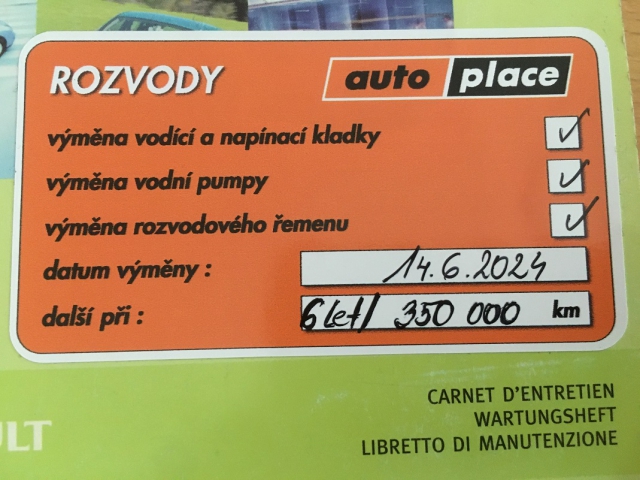 ROZVODY
auto place
výměna vodící a napínací kladky ✓
výměna vodní pumpy ✓
výměna rozvodového řemenu ✓
datum výměny : 14.6.2024
další při : 6 let/ 350 000 km
CARNET D'ENTRETIEN
WARTUNGSHEFT
LIBRETTO DI MANUTENZIONE
ULT